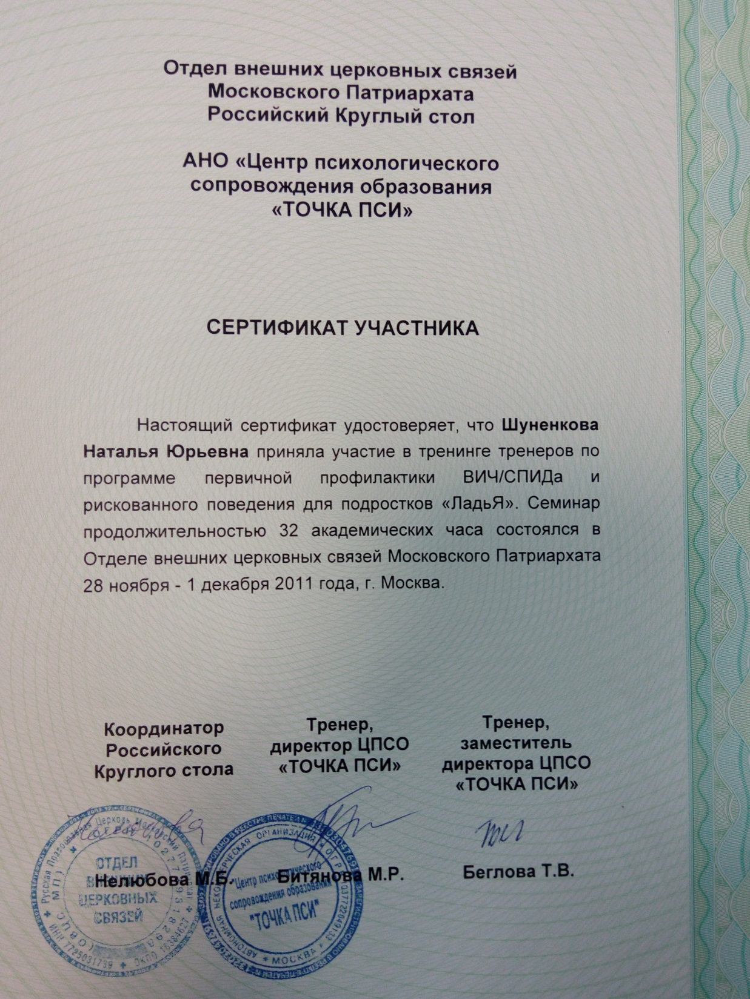 Отдел внешних церковных связей
Московского Патриархата
Российский Круглый стол
АНО «Центр психологического
сопровождения образования
«ТОЧКА ПСИ»
СЕРТИФИКАТ УЧАСТНИКА
Настоящий сертификат удостоверяет, что Шуненкова
Наталья Юрьевна приняла участие в тренинге тренеров по
программе первичной профилактики ВИЧ/СПИДа и
рискованного поведения для подростков «ЛадьЯ». Семинар
продолжительностью 32 академических часа состоялся в
Отделе внешних церковных связей Московского Патриархата
28 ноября - 1 декабря 2011 года, г. Москва.
Координатор
Российского
Круглого стола
Тренер,
директор ЦПСО
«ТОЧКА ПСИ»
Тренер,
заместитель
директора ЦПСО
«ТОЧКА ПСИ»
Нелюбова М.Б.
Битянова М.Р.
Беглова Т.В.
ОТДЕЛ
ВНЕШНИХ
ЦЕРКОВНЫХ
СВЯЗЕЙ
Русская Православная Церковь Московский Патриархат
ИНН 7725031739
"Центр психологического
сопровождения образования
"ТОЧКА ПСИ"
АВТОНОМНАЯ НЕКОММЕРЧЕСКАЯ ОРГАНИЗАЦИЯ
МОСКВА